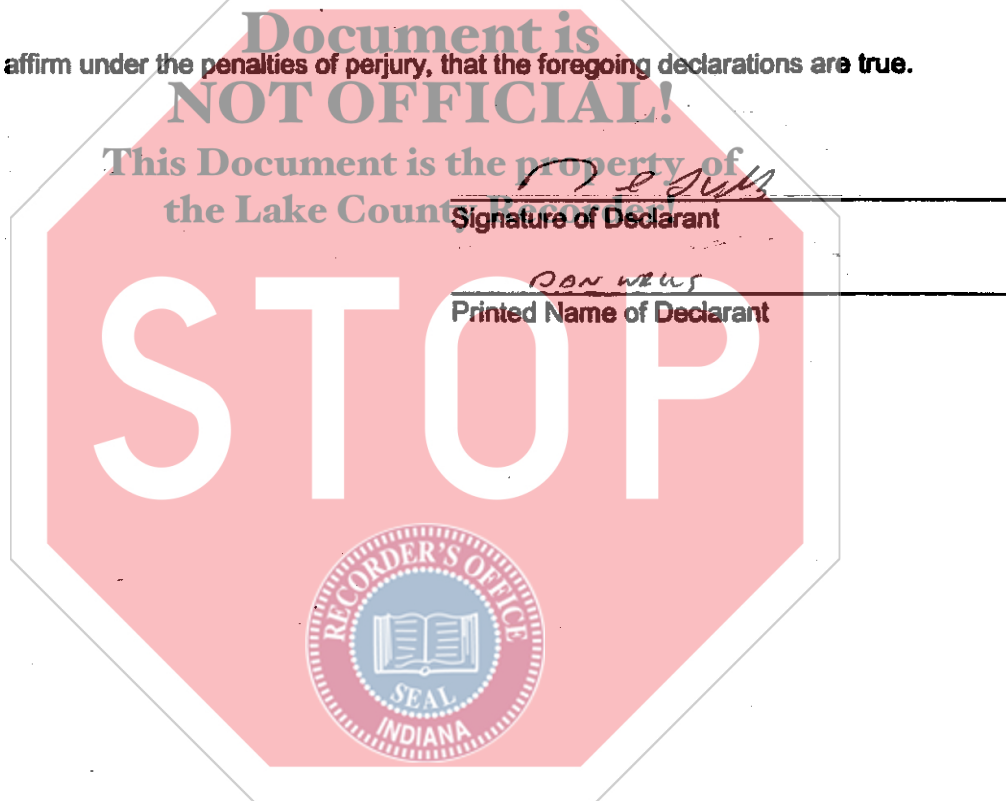 Document is
affirm under the penalties of perjury, that the foregoing declarations are true.
NOT OFFICIAL!
This Document is the property of
the Lake County Recorder!
Signature of Declarant
DON WELLS
Printed Name of Declarant
STOP
RECORDER'S OFFICE
SEAL
INDIANA